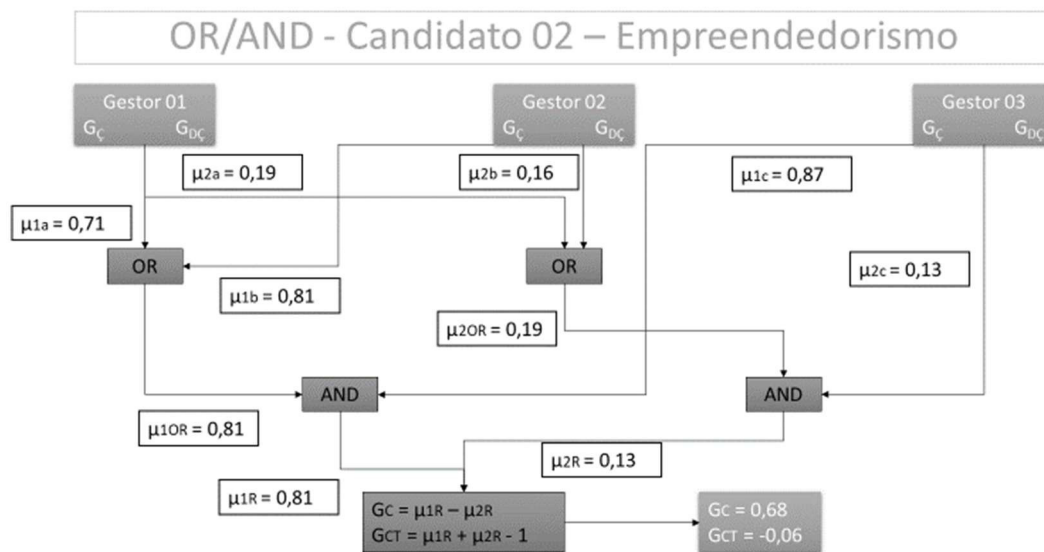 OR/AND - Candidato 02 – Empreendedorismo
Gestor 01
GÇ GDÇ
Gestor 02
GÇ GDÇ
Gestor 03
GÇ GDÇ
µ2a = 0,19
µ2b = 0,16
µ1c = 0,87
µ1a = 0,71
OR
OR
µ2c = 0,13
µ1b = 0,81
µ2OR = 0,19
AND
AND
µ1OR = 0,81
µ2R = 0,13
µ1R = 0,81
GC = µ1R – µ2R
GCT = µ1R + µ2R - 1
GC = 0,68
GCT = -0,06